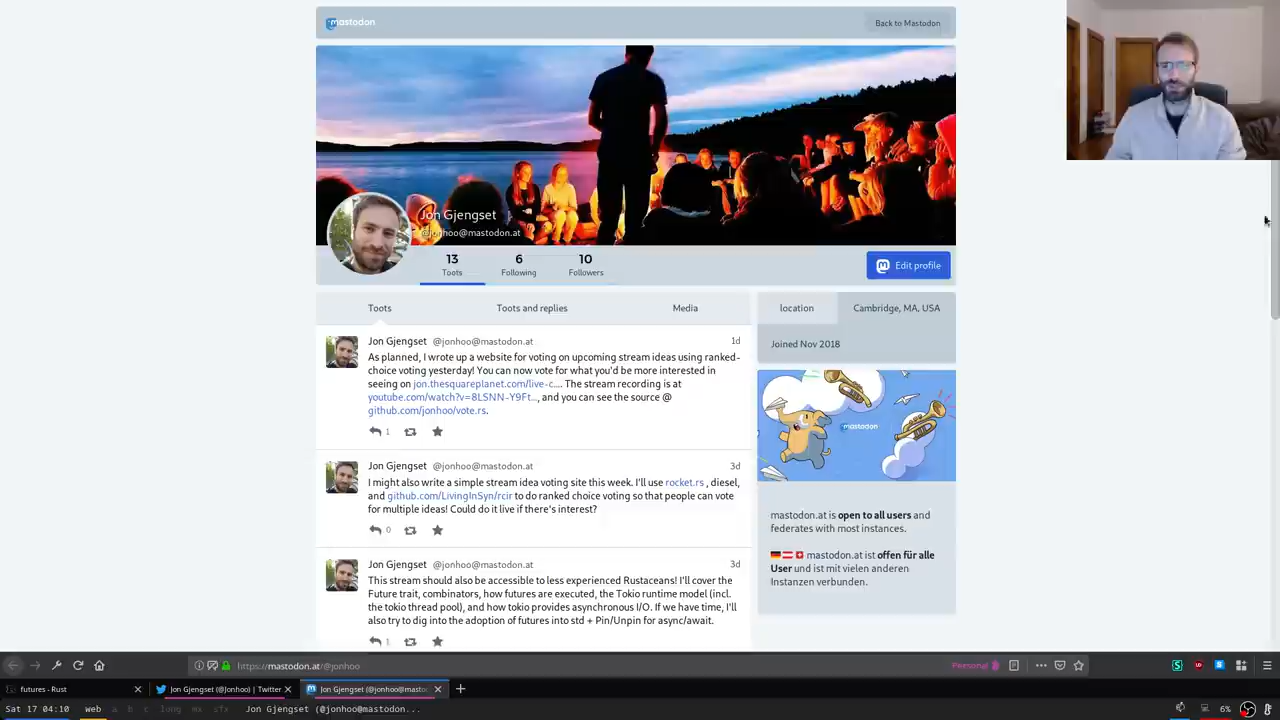 mastodon
Back to Mastodon
Jon Gjengset
@jonhoo@mastodon.at
13
Toots
6
Following
10
Followers
Edit profile
Toots
Toots and replies
Media
Jon Gjengset @jonhoo@mastodon.at 1d
As planned, I wrote up a website for voting on upcoming stream ideas using ranked-
choice voting yesterday! You can now vote for what you'd be more interested in
seeing on jon.thesquareplanet.com/live-c.... The stream recording is at
youtube.com/watch?v=8LSNN-Y9Ft..., and you can see the source @
github.com/jonhoo/vote.rs.
1
Jon Gjengset @jonhoo@mastodon.at 3d
I might also write a simple stream idea voting site this week. I'll use rocket.rs , diesel,
and github.com/LivingInSyn/rcir to do ranked choice voting so that people can vote
for multiple ideas! Could do it live if there's interest?
0
Jon Gjengset @jonhoo@mastodon.at 3d
This stream should also be accessible to less experienced Rustaceans! I'll cover the
Future trait, combinators, how futures are executed, the Tokio runtime model (incl.
the tokio thread pool), and how tokio provides asynchronous I/O. If we have time, I'll
also try to dig into the adoption of futures into std + Pin/Unpin for async/await.
1
location
Cambridge, MA, USA
Joined Nov 2018
mastodon
mastodon.at is open to all users and
federates with most instances.
mastodon.at ist offen für alle
User und ist mit vielen anderen
Instanzen verbunden.
https://mastodon.at/@jonhoo
Personal
futures - Rust
Jon Gjengset (@Jonhoo) | Twitter
Jon Gjengset (@jonhoo@masto
Sat 17 04:10 web a b c lung mx sfx Jon Gjengset (@jonhoo@mastodon... 6%